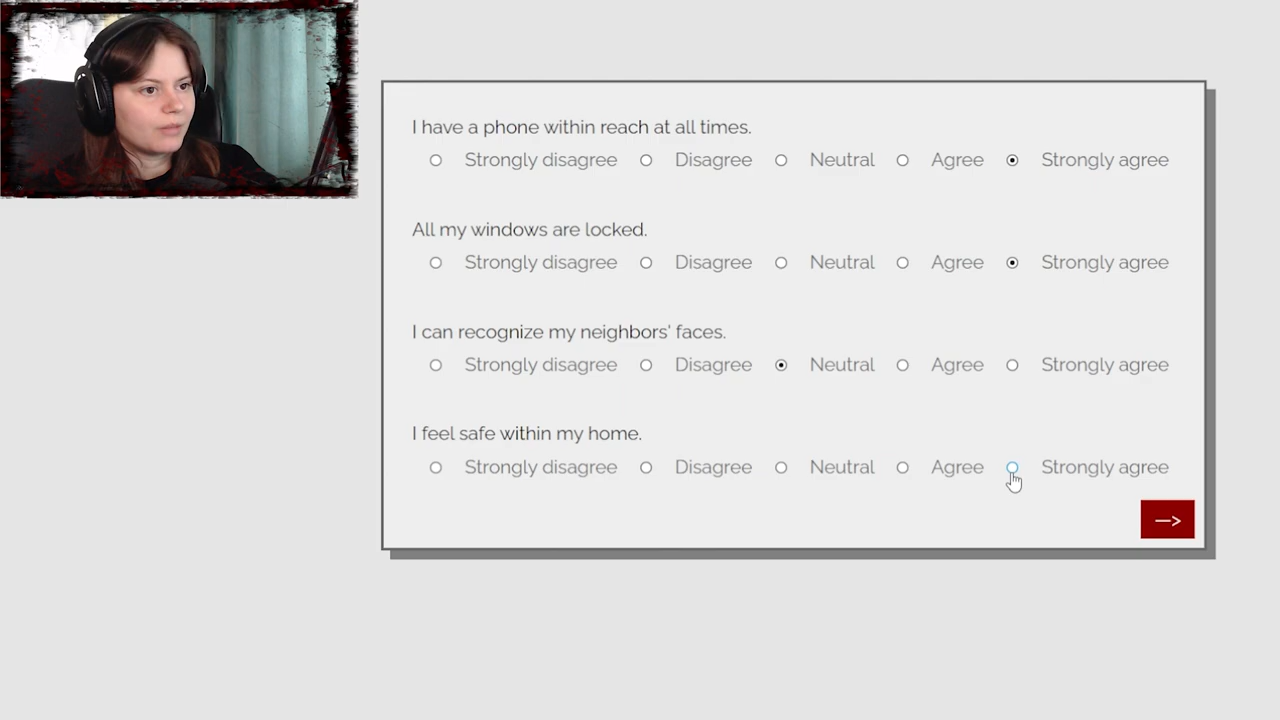 I have a phone within reach at all times.
Strongly disagree Disagree Neutral Agree Strongly agree
All my windows are locked.
Strongly disagree Disagree Neutral Agree Strongly agree
I can recognize my neighbors' faces.
Strongly disagree Disagree Neutral Agree Strongly agree
I feel safe within my home.
Strongly disagree Disagree Neutral Agree Strongly agree
—>